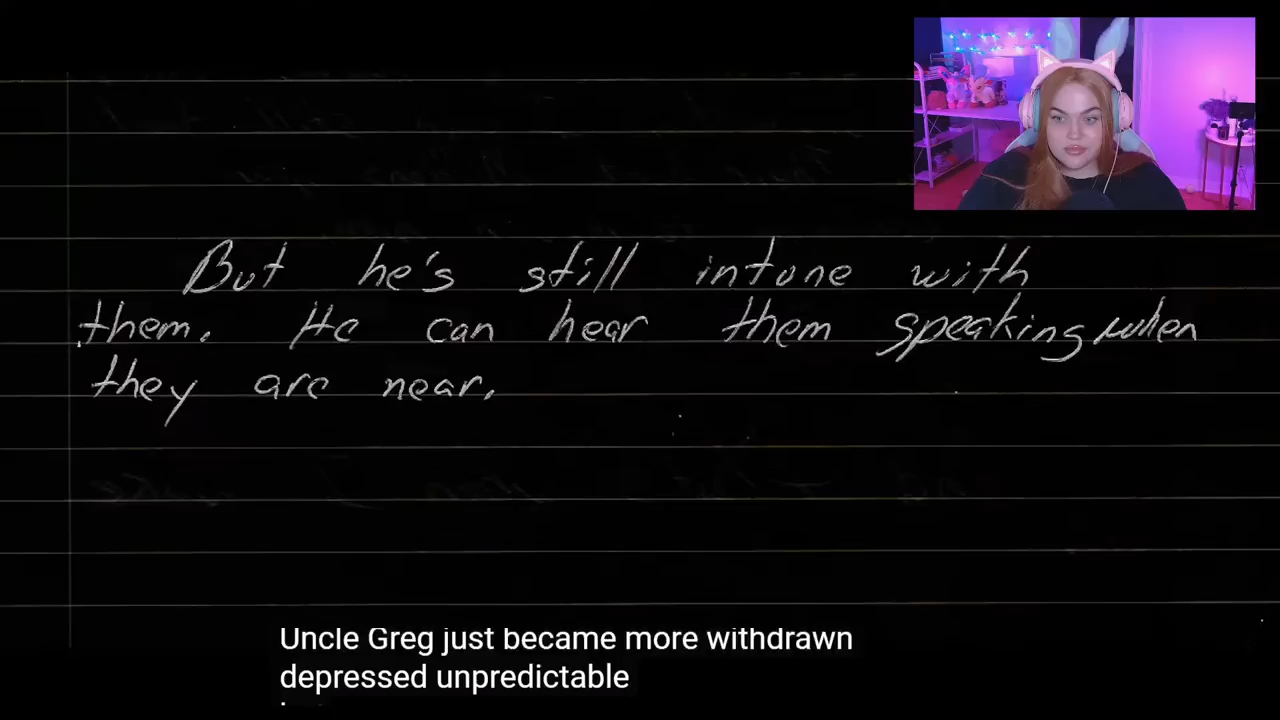 But he's still intune with
them. He can hear them speaking when
they are near.
Uncle Greg just became more withdrawn
depressed unpredictable